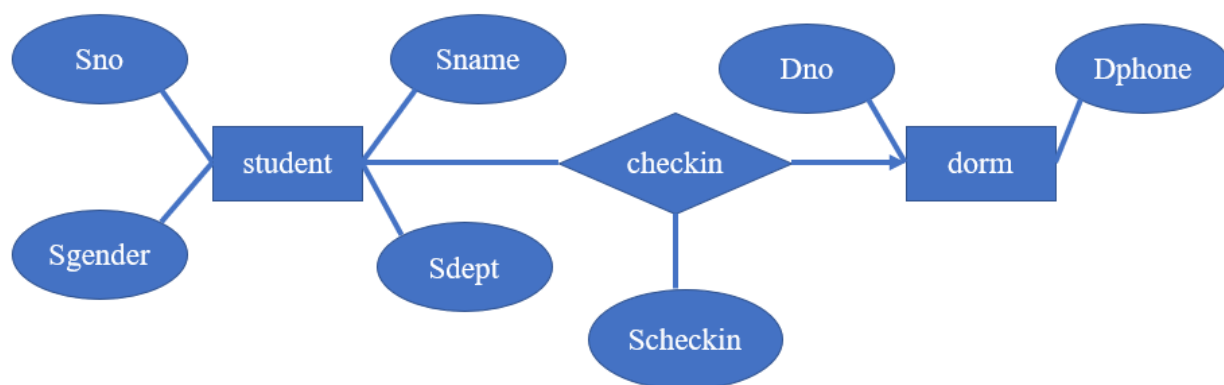 Sno
Sname
Dno
Dphone
student
checkin
dorm
Sgender
Sdept
Scheckin